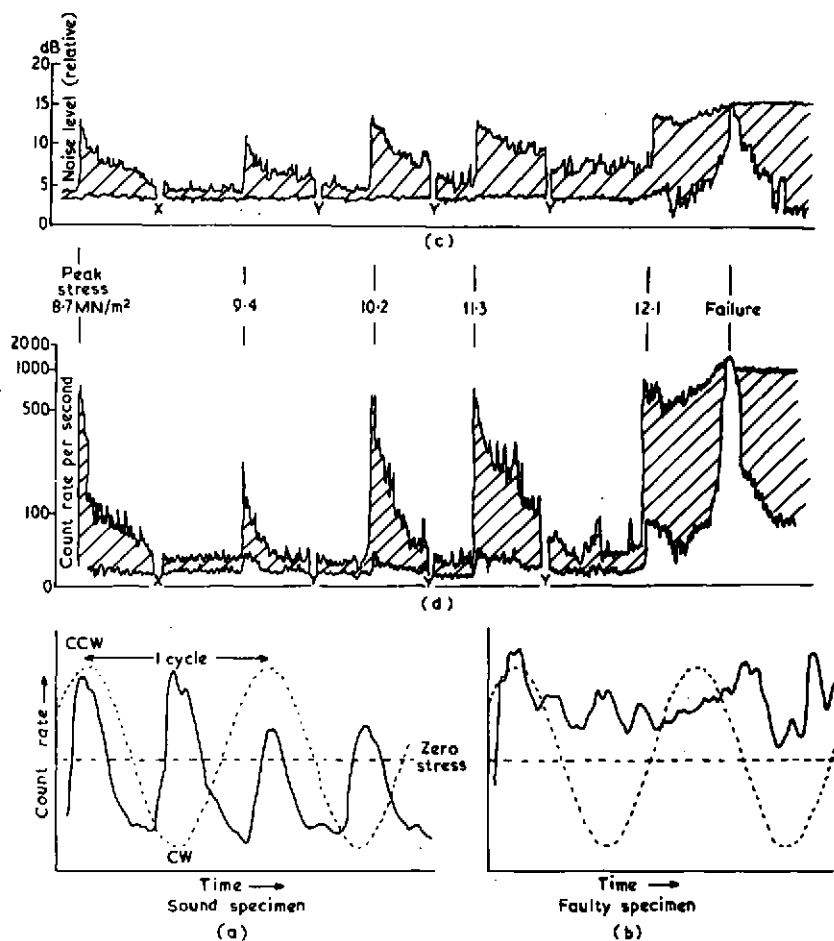 dB
20
15
10
5
0
Noise level (relative)
X
Y
Y
Y
(c)
Peak
stress
8·7 MN/m²
9·4
10·2
11·3
12·1
Failure
2000
1000
500
100
0
Count rate per second
X
Y
Y
Y
(d)
CCW
1 cycle
Zero
stress
CW
Count rate
Time
Sound specimen
(a)
Time
Faulty specimen
(b)